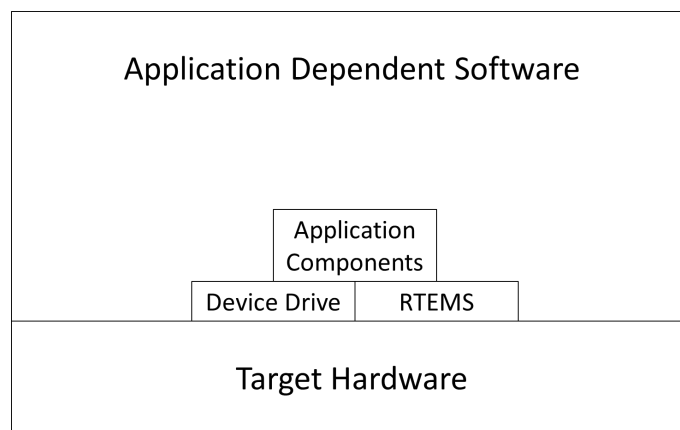 Application Dependent Software
Application
Components
Device Drive
RTEMS
Target Hardware